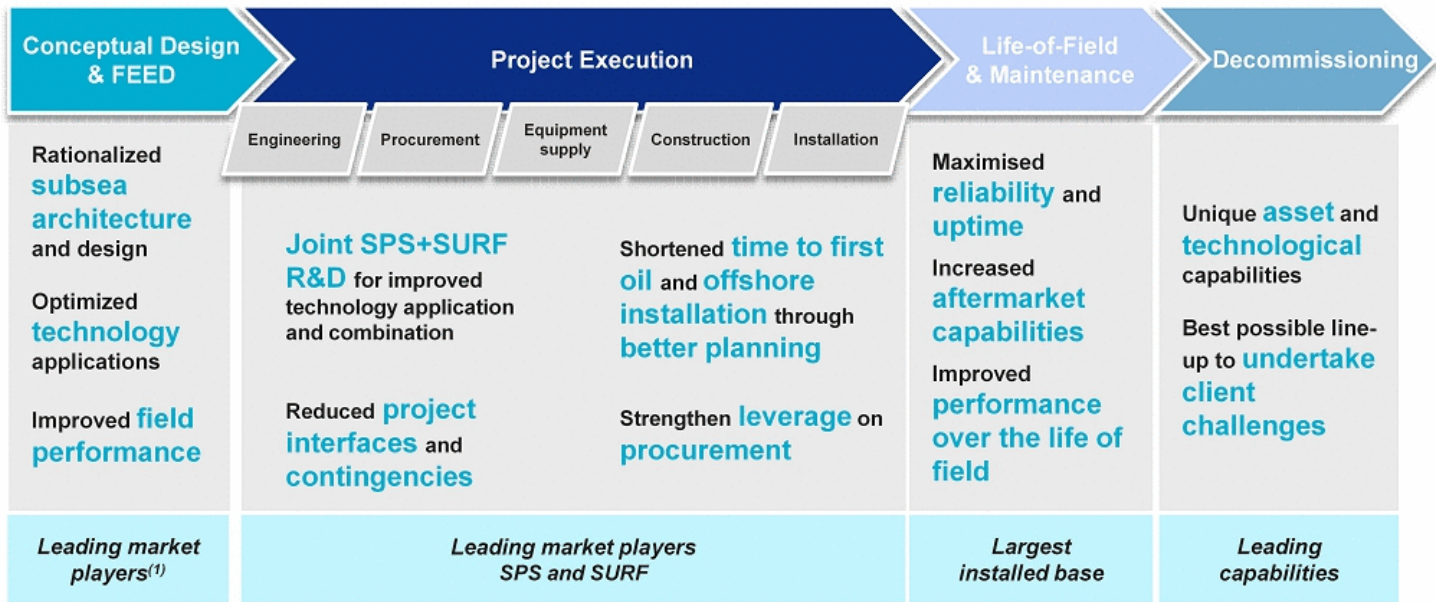 Conceptual Design
& FEED
Project Execution
Life-of-Field
& Maintenance
Decommissioning
Engineering
Procurement
Equipment
supply
Construction
Installation
Rationalized
subsea
architecture
and design
Optimized
technology
applications
Improved field
performance
Joint SPS+SURF
R&D for improved
technology application
and combination
Reduced project
interfaces and
contingencies
Shortened time to first
oil and offshore
installation through
better planning
Strengthen leverage on
procurement
Maximised
reliability and
uptime
Increased
aftermarket
capabilities
Improved
performance
over the life of
field
Unique asset and
technological
capabilities
Best possible line-
up to undertake
client
challenges
Leading market
players(1)
Leading market players
SPS and SURF
Largest
installed base
Leading
capabilities